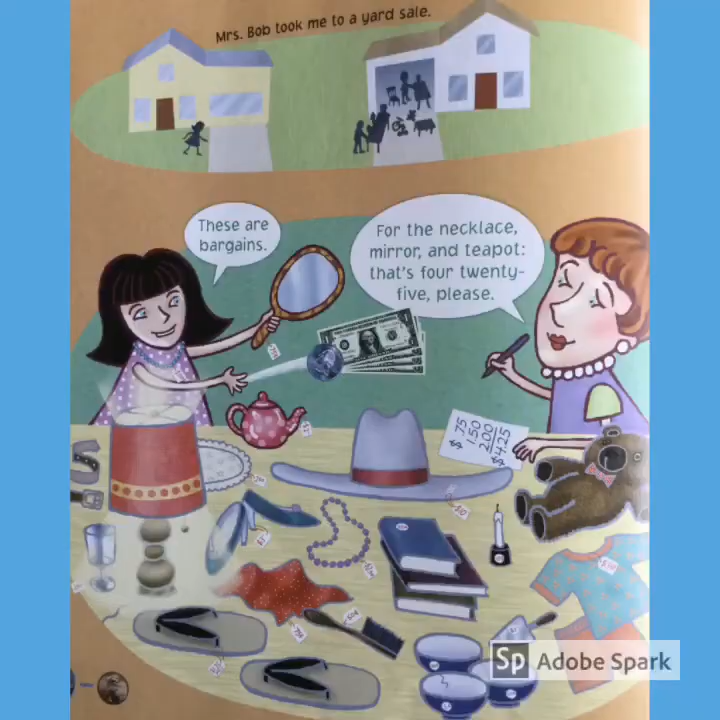 Mrs. Bob took me to a yard sale.
These are
bargains.
For the necklace,
mirror, and teapot:
that's four twenty-
five, please.
$ .75
1.50
2.00
$4.25
$10
Sp Adobe Spark